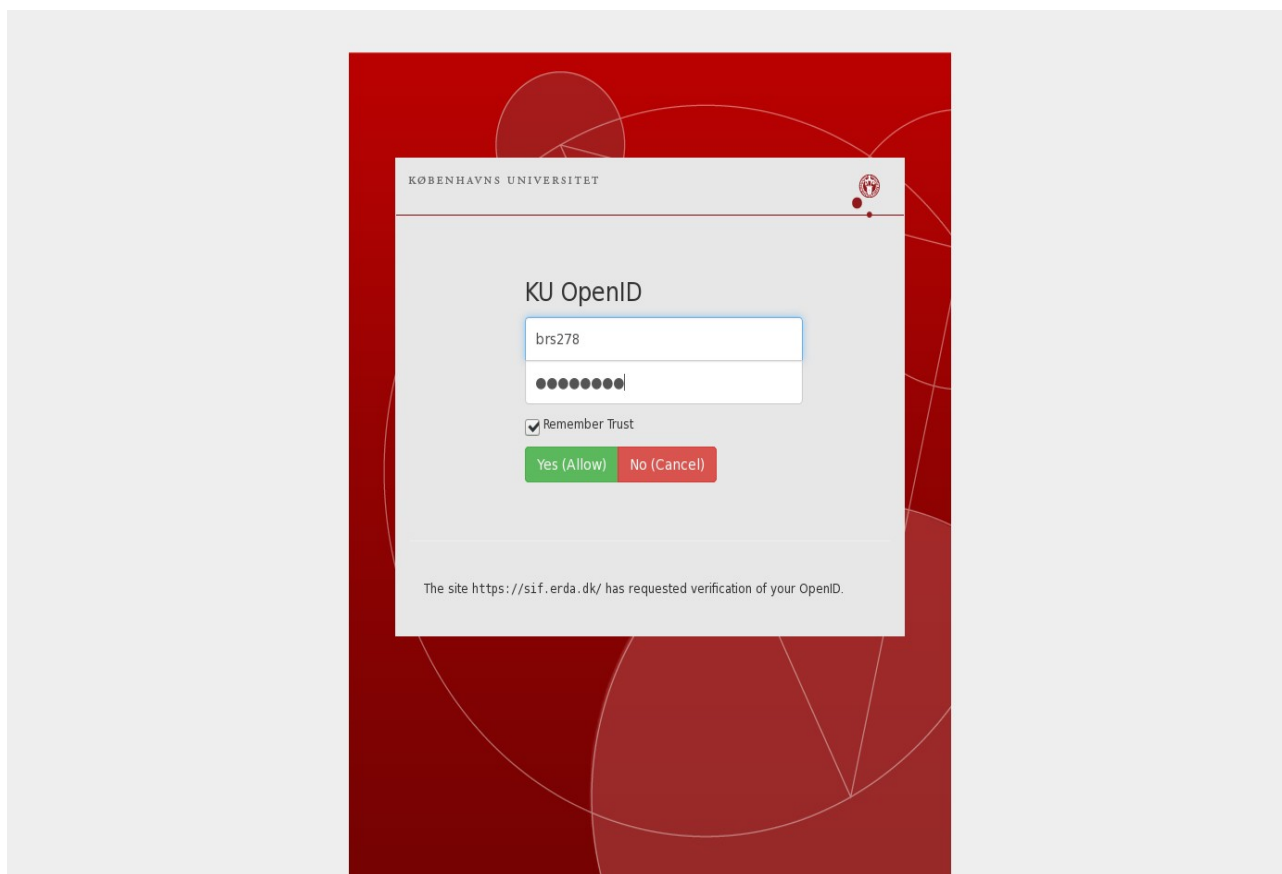 KØBENHAVNS UNIVERSITET
KU OpenID
brs278
●●●●●●●●
Remember Trust
Yes (Allow) No (Cancel)
The site https://sif.erda.dk/ has requested verification of your OpenID.